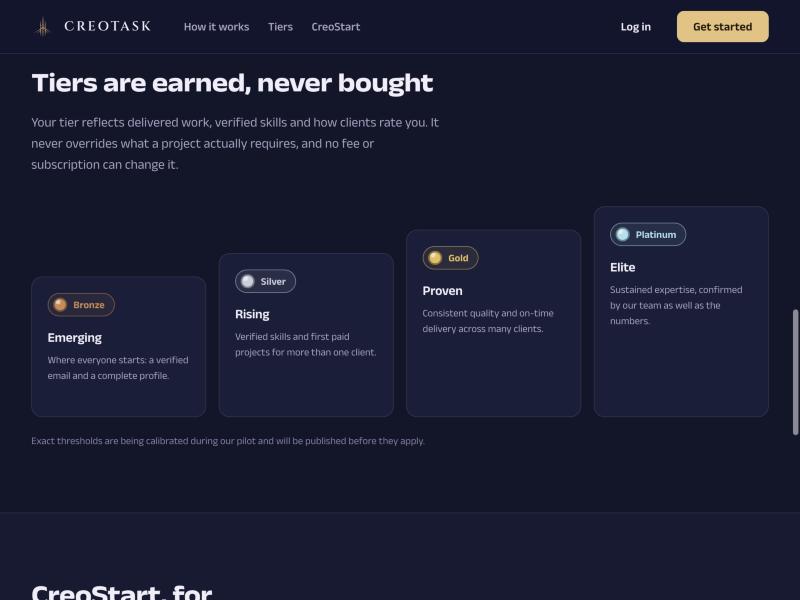 CREOTASK
How it works
Tiers
CreoStart
Log in
Get started
Tiers are earned, never bought
Your tier reflects delivered work, verified skills and how clients rate you. It
never overrides what a project actually requires, and no fee or
subscription can change it.
Bronze
Emerging
Where everyone starts: a verified
email and a complete profile.
Silver
Rising
Verified skills and first paid
projects for more than one client.
Gold
Proven
Consistent quality and on-time
delivery across many clients.
Platinum
Elite
Sustained expertise, confirmed
by our team as well as the
numbers.
Exact thresholds are being calibrated during our pilot and will be published before they apply.
CreoStart, for